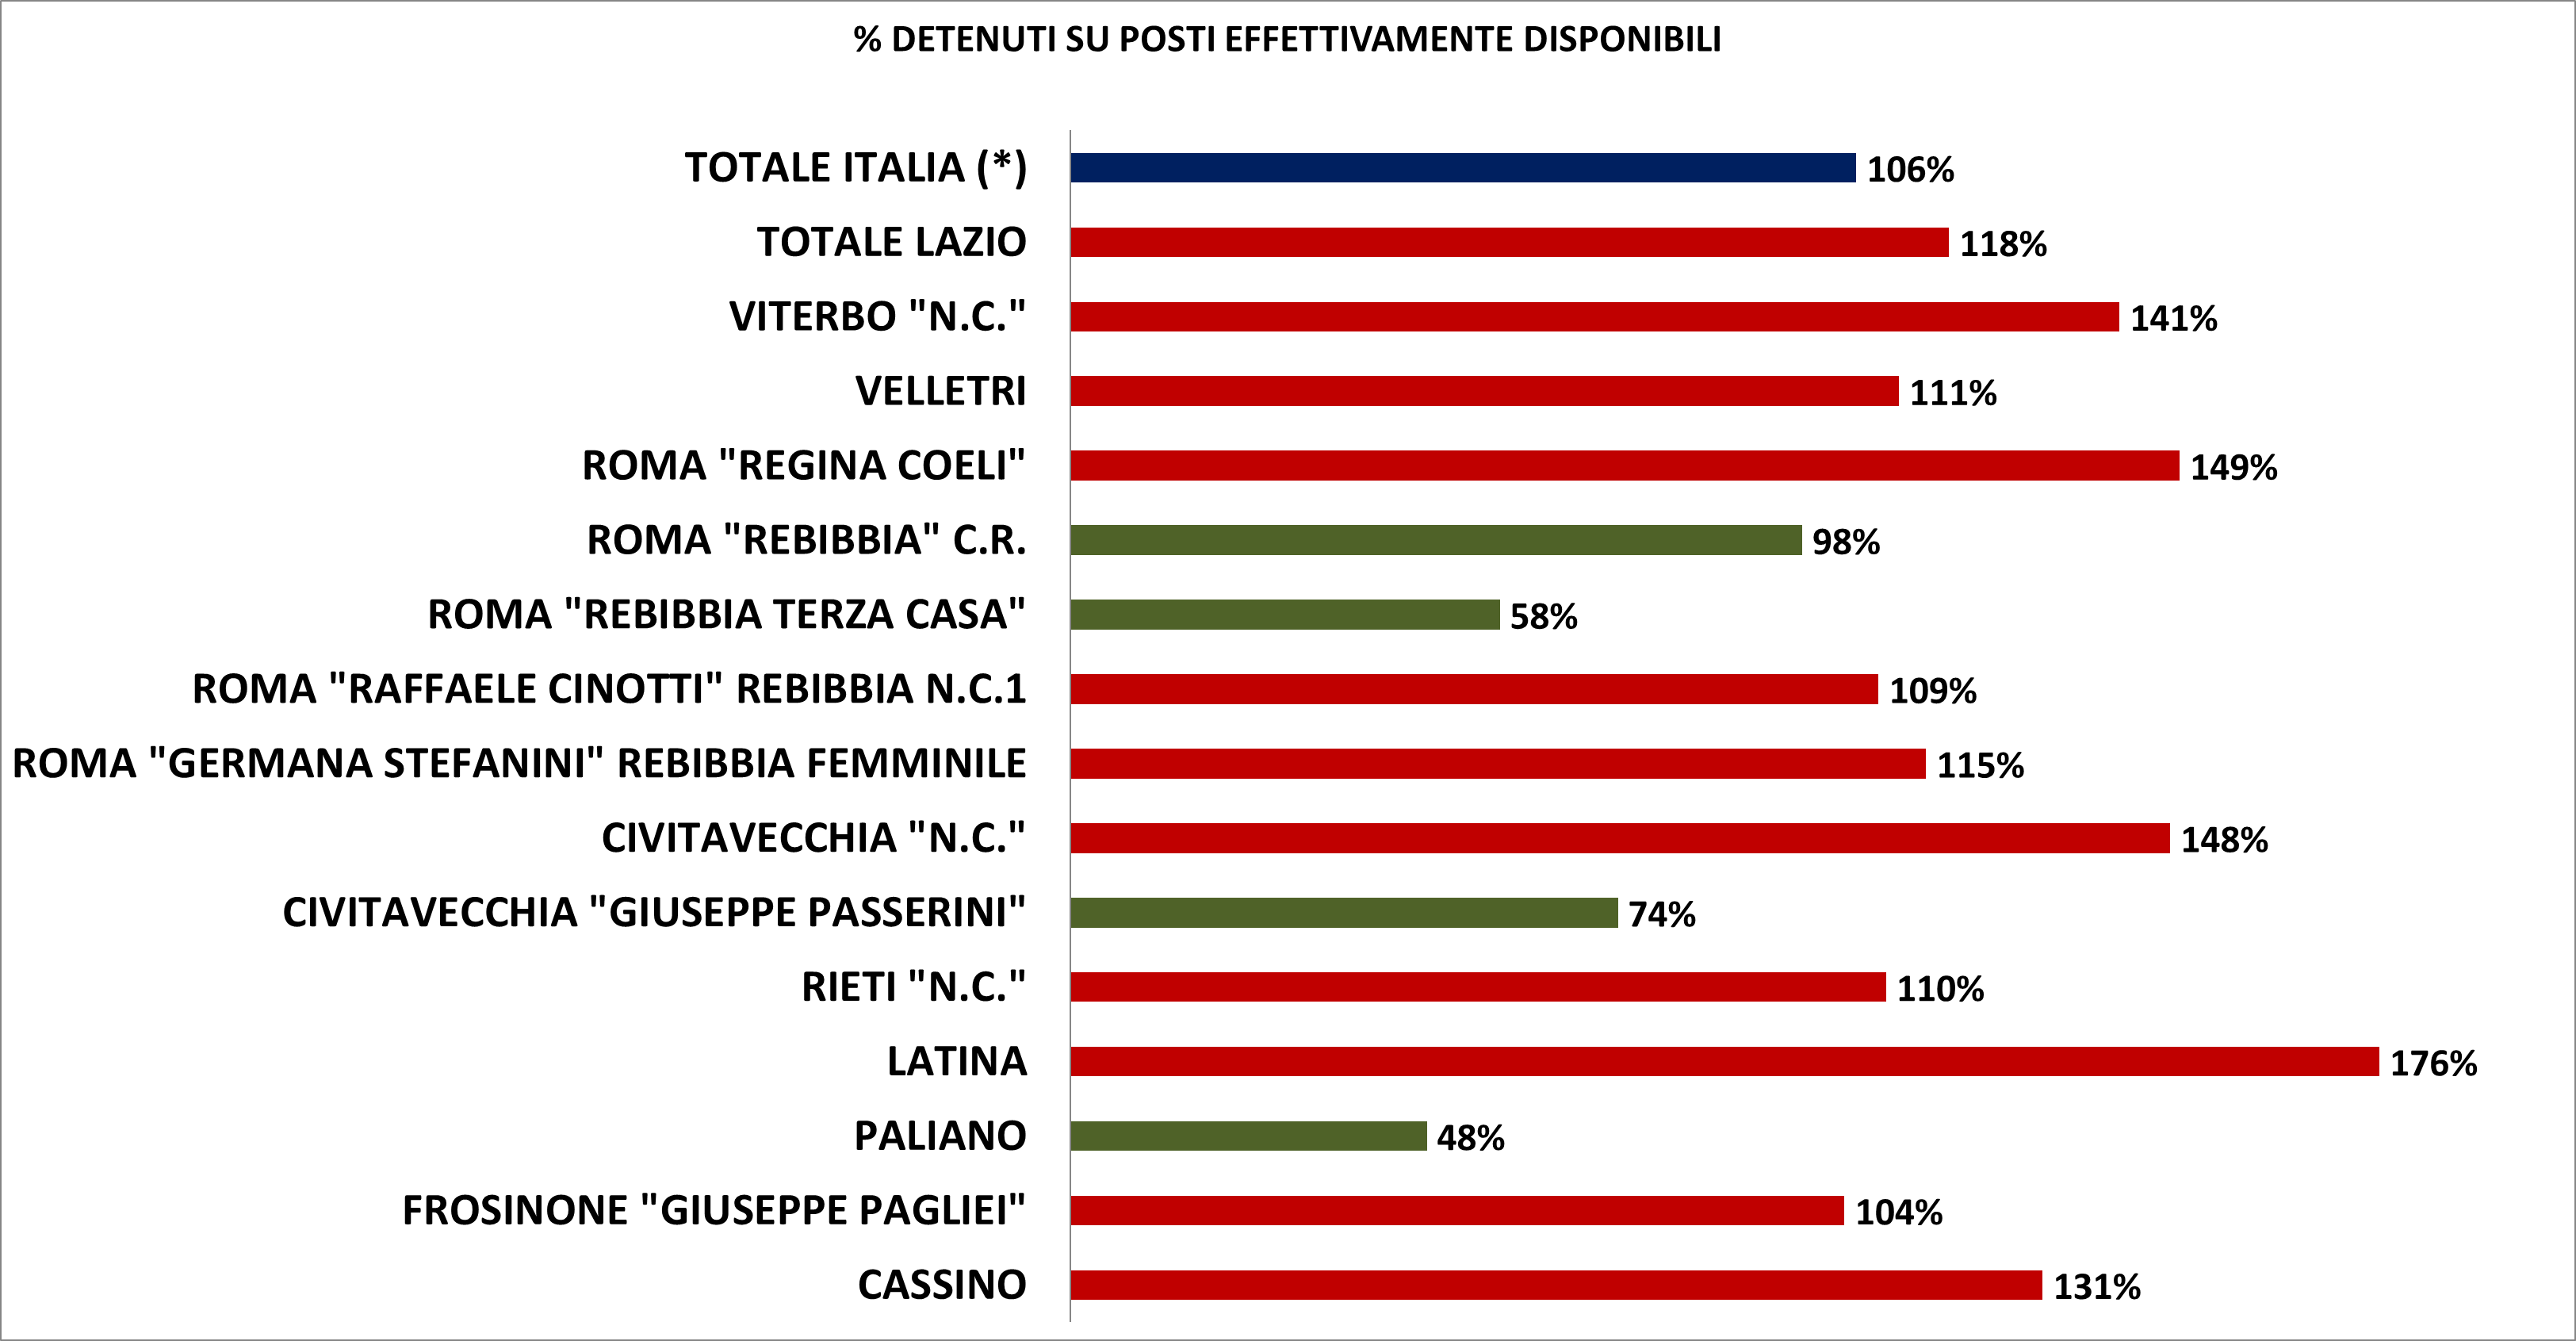 % DETENUTI SU POSTI EFFETTIVAMENTE DISPONIBILI
TOTALE ITALIA (*) 106%
TOTALE LAZIO 118%
VITERBO "N.C." 141%
VELLETRI 111%
ROMA "REGINA COELI" 149%
ROMA "REBIBBIA" C.R. 98%
ROMA "REBIBBIA TERZA CASA" 58%
ROMA "RAFFAELE CINOTTI" REBIBBIA N.C.1 109%
ROMA "GERMANA STEFANINI" REBIBBIA FEMMINILE 115%
CIVITAVECCHIA "N.C." 148%
CIVITAVECCHIA "GIUSEPPE PASSERINI" 74%
RIETI "N.C." 110%
LATINA 176%
PALIANO 48%
FROSINONE "GIUSEPPE PAGLIEI" 104%
CASSINO 131%